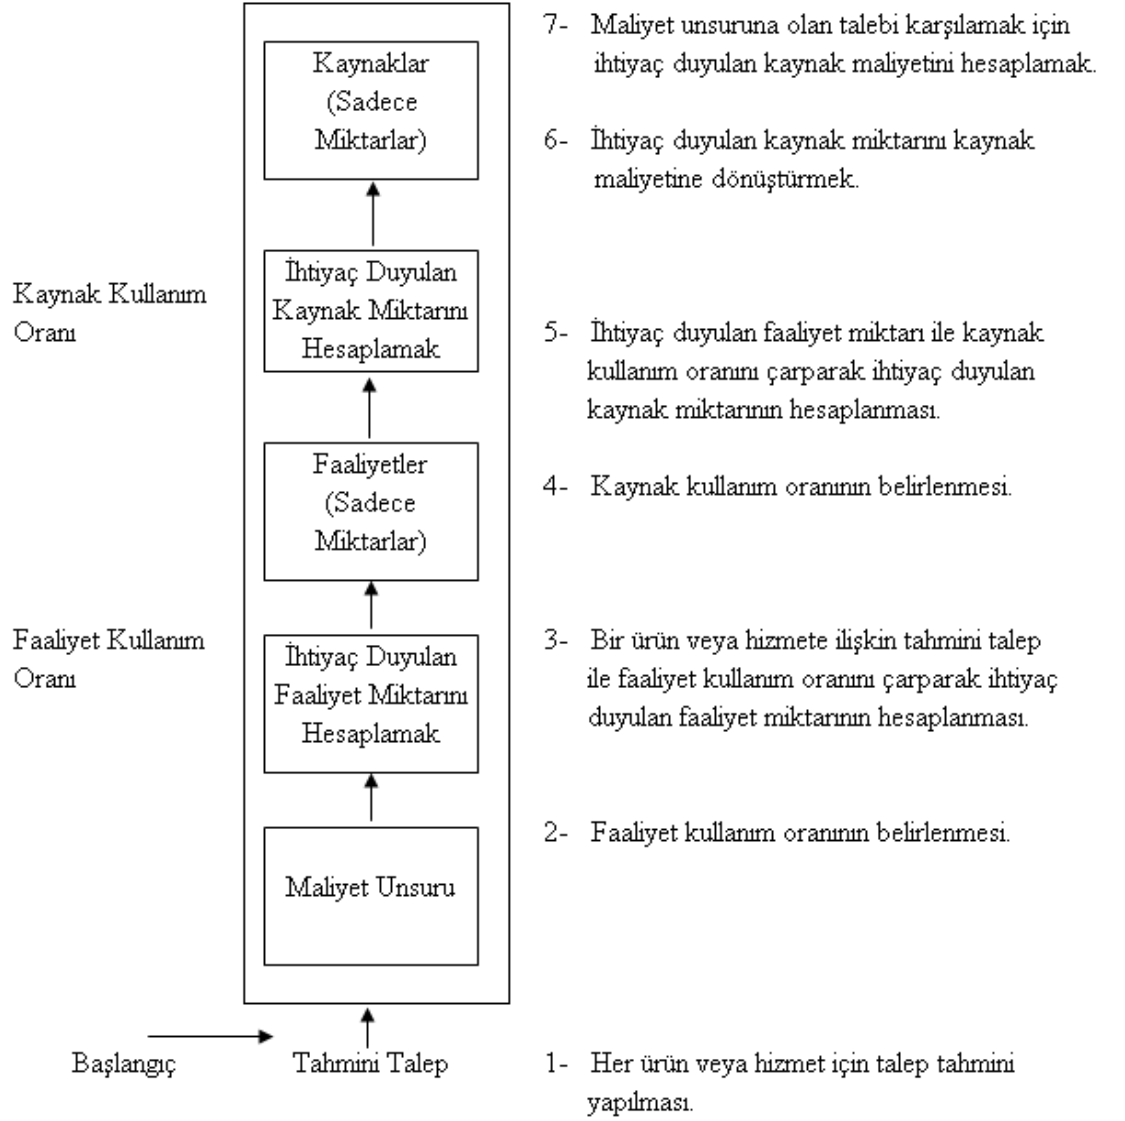 7- Maliyet unsuruna olan talebi karşılamak için
ihtiyaç duyulan kaynak maliyetini hesaplamak.
Kaynaklar
(Sadece
Miktarlar)
6- İhtiyaç duyulan kaynak miktarını kaynak
maliyetine dönüştürmek.
Kaynak Kullanım
Oranı
İhtiyaç Duyulan
Kaynak Miktarını
Hesaplamak
5- İhtiyaç duyulan faaliyet miktarı ile kaynak
kullanım oranını çarparak ihtiyaç duyulan
kaynak miktarının hesaplanması.
Faaliyetler
(Sadece
Miktarlar)
4- Kaynak kullanım oranının belirlenmesi.
Faaliyet Kullanım
Oranı
İhtiyaç Duyulan
Faaliyet Miktarını
Hesaplamak
3- Bir ürün veya hizmete ilişkin tahmini talep
ile faaliyet kullanım oranını çarparak ihtiyaç
duyulan faaliyet miktarının hesaplanması.
Maliyet Unsuru
2- Faaliyet kullanım oranının belirlenmesi.
Başlangıç
Tahmini Talep
1- Her ürün veya hizmet için talep tahmini
yapılması.